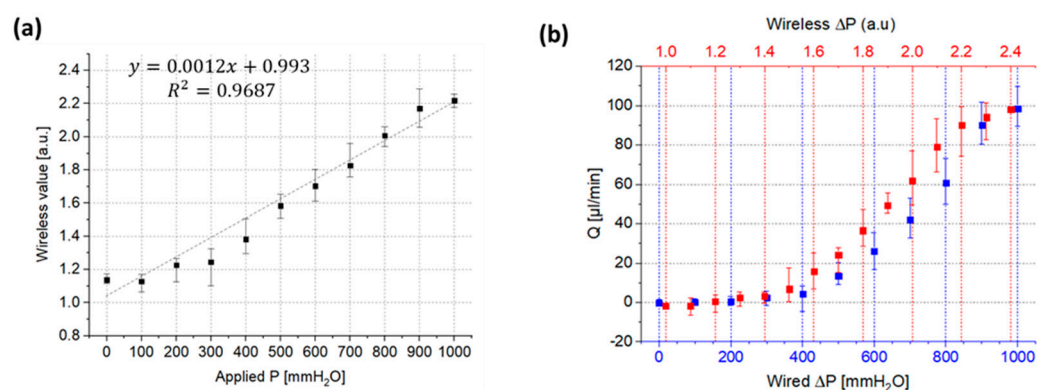 (a)
y = 0.0012x + 0.993
R² = 0.9687
2.4
2.2
2.0
1.8
1.6
1.4
1.2
1.0
0.8
Wireless value [a.u.]
0 100 200 300 400 500 600 700 800 900 1000
Applied P [mmH2O]
(b)
Wireless ΔP (a.u)
1.0 1.2 1.4 1.6 1.8 2.0 2.2 2.4
120
100
80
60
40
20
0
-20
Q [µl/min]
0 200 400 600 800 1000
Wired ΔP [mmH2O]